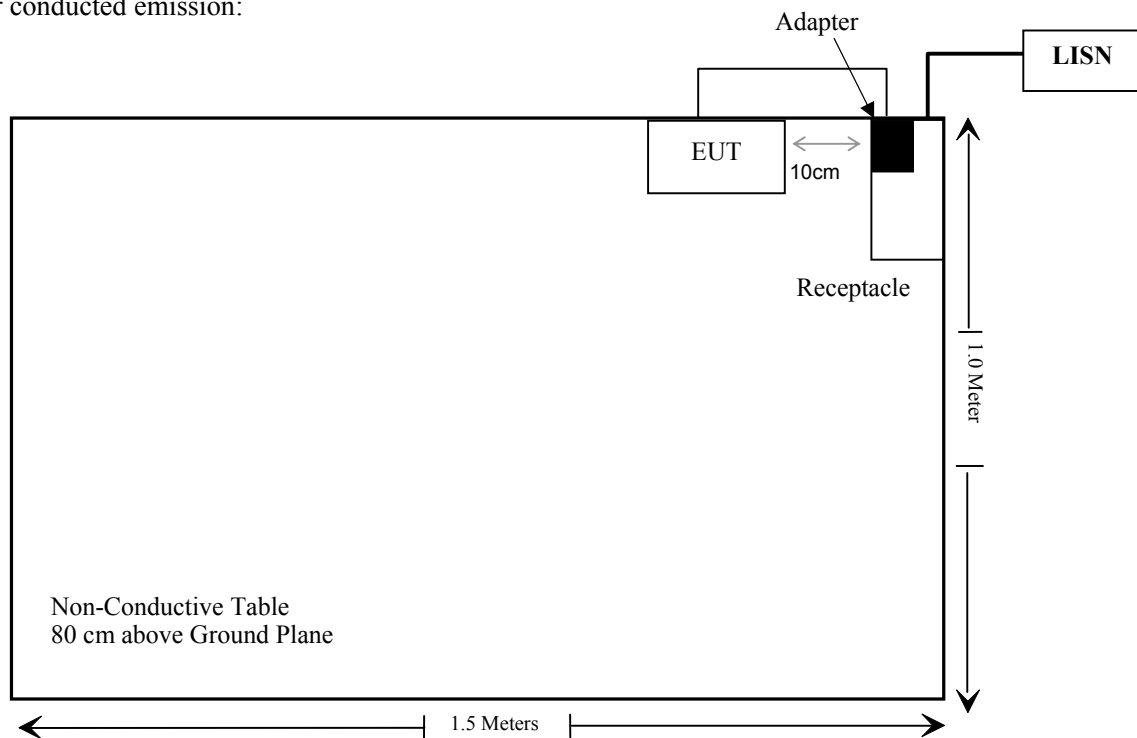 conducted emission:
Adapter
LISN
EUT
10cm
Receptacle
1.0 Meter
Non-Conductive Table
80 cm above Ground Plane
1.5 Meters